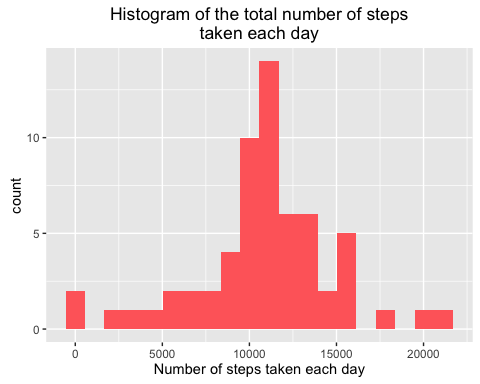 Histogram of the total number of steps
taken each day
count
10
5
0
0
5000
10000
15000
20000
Number of steps taken each day